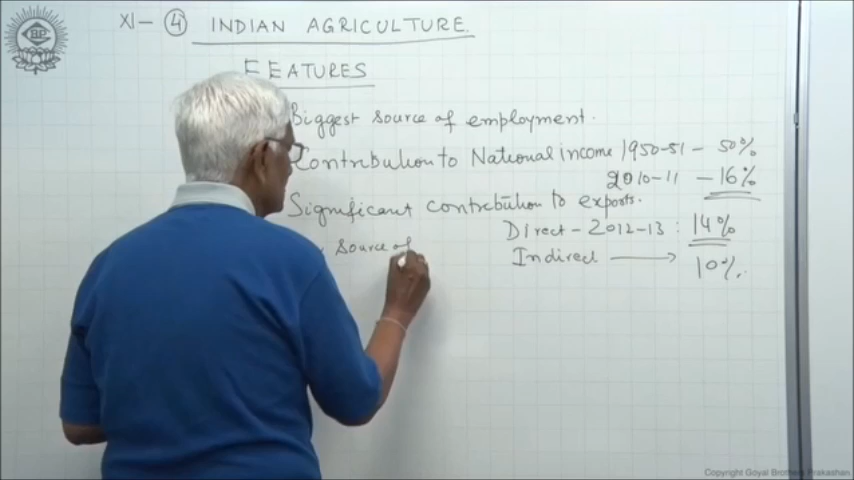 BP
XI- 4 INDIAN AGRICULTURE
FEATURES
Biggest source of employment.
Contribution to National income 1950-51 - 50%
2010-11 - 16%
Significant contribution to exports.
Direct - 2012-13 : 14%
Indirect → 10%.
source of
Copyright Goyal Brothers Prakashan